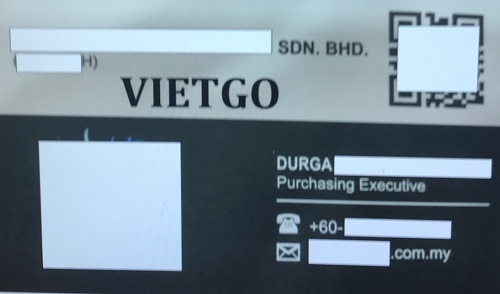 SDN. BHD.
H)
VIETGO
DURGA
Purchasing Executive
+60-
.com.my